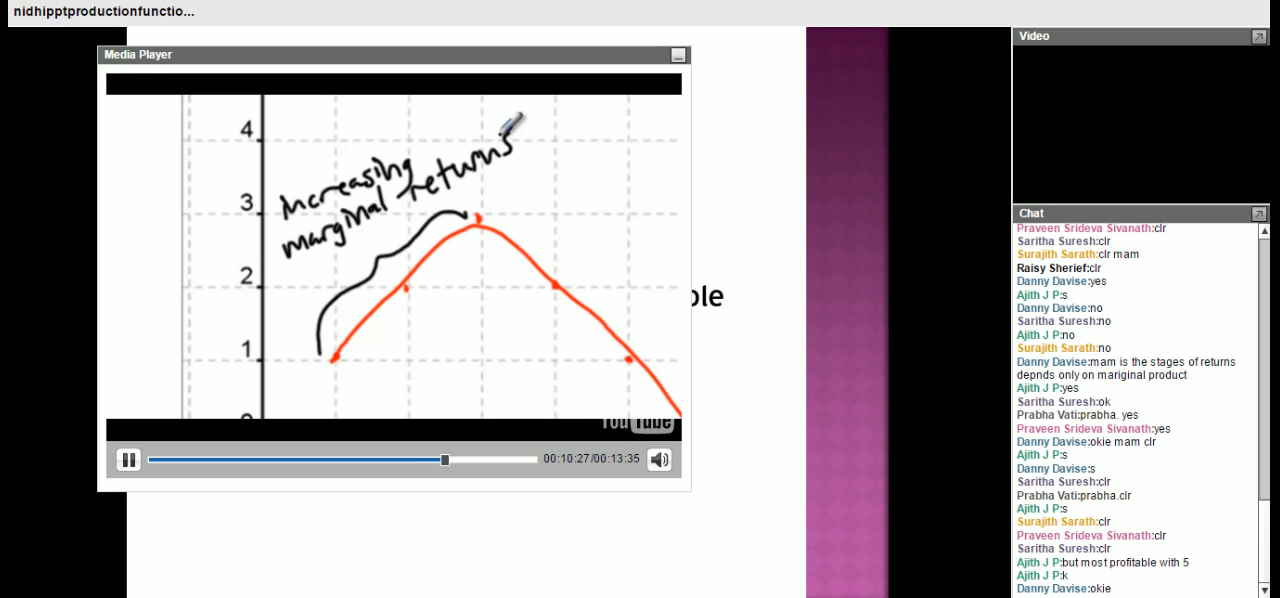 nidhipptproductionfunctio...
Media Player
4
3
2
1
increasing
marginal returns
YouTube
00:10:27/00:13:35
ple
Video
Chat
Praveen Srideva Sivanath:clr
Saritha Suresh:clr
Surajith Sarath:clr mam
Raisy Sherief:clr
Danny Davise:yes
Ajith J P:s
Danny Davise:no
Saritha Suresh:no
Ajith J P:no
Surajith Sarath:no
Danny Davise:mam is the stages of returns
depnds only on mariginal product
Ajith J P:yes
Saritha Suresh:ok
Prabha Vati:prabha. yes
Praveen Srideva Sivanath:yes
Danny Davise:okie mam clr
Ajith J P:s
Danny Davise:s
Saritha Suresh:clr
Prabha Vati:prabha.clr
Ajith J P:s
Surajith Sarath:clr
Praveen Srideva Sivanath:clr
Saritha Suresh:clr
Ajith J P:but most profitable with 5
Ajith J P:k
Danny Davise:okie